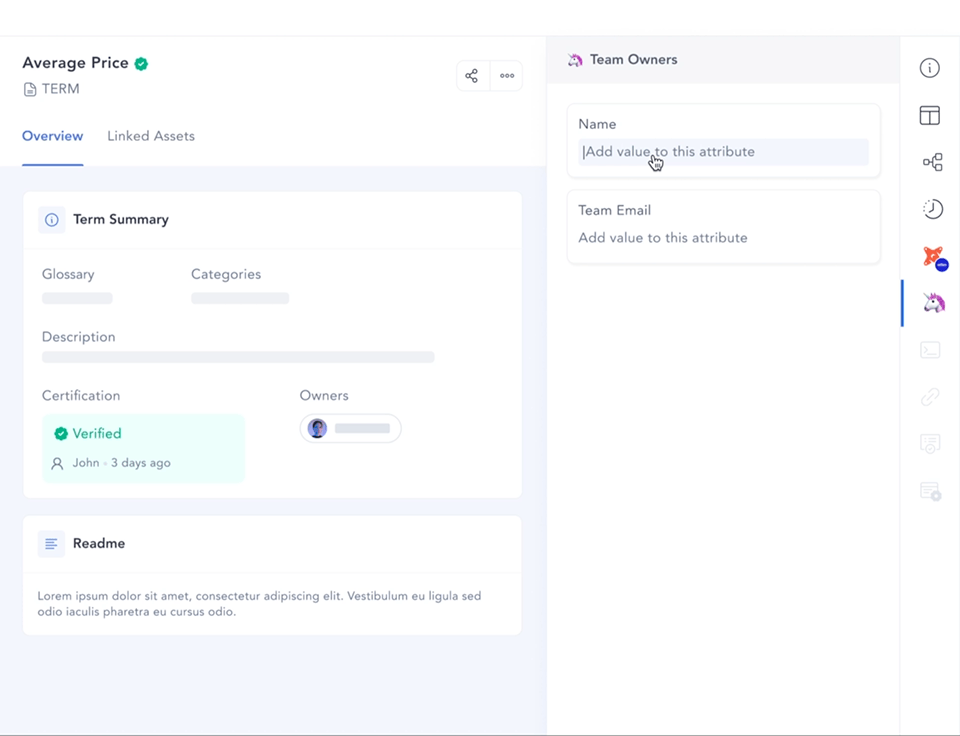 Average Price
TERM
Overview Linked Assets
Term Summary
Glossary Categories
Description
Certification Owners
Verified
John • 3 days ago
Readme
Lorem ipsum dolor sit amet, consectetur adipiscing elit. Vestibulum eu ligula sed
odio iaculis pharetra eu cursus odio.
Team Owners
Name
Add value to this attribute
Team Email
Add value to this attribute